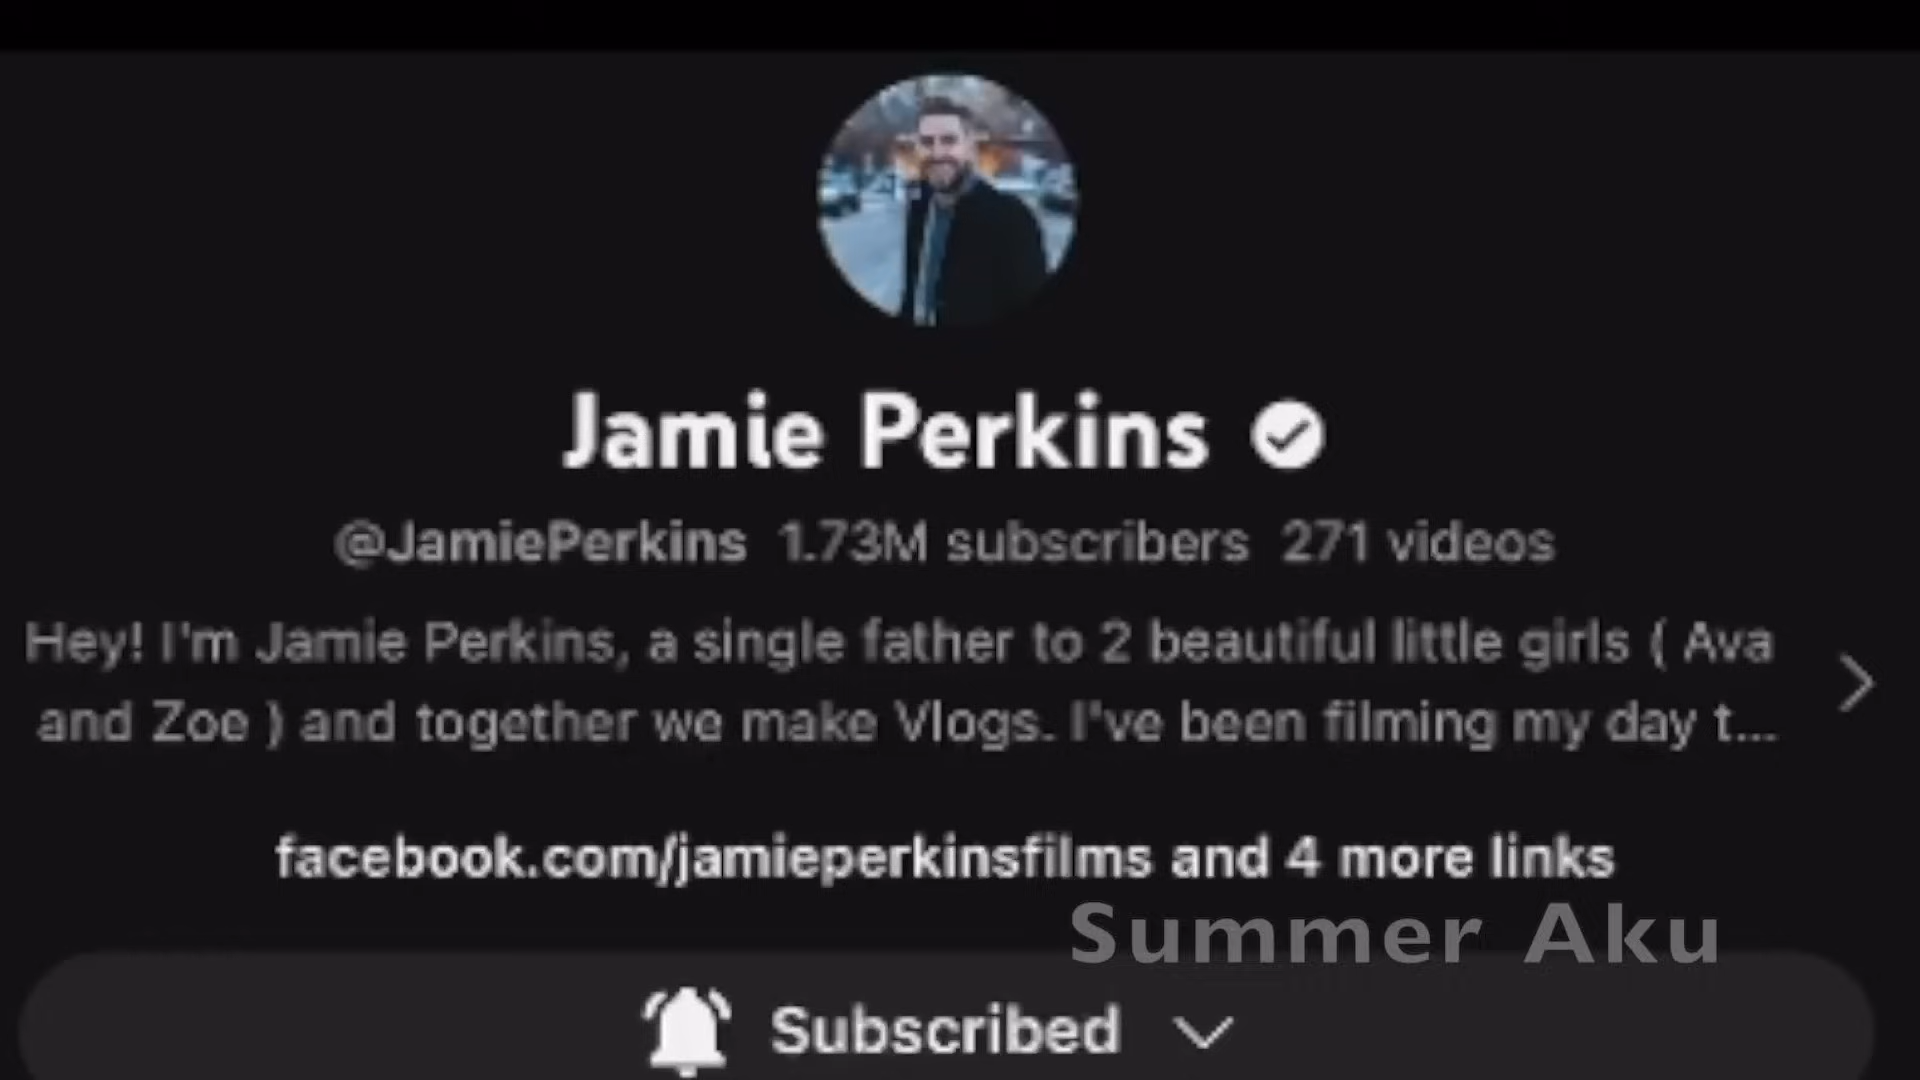 Jamie Perkins
@JamiePerkins 1.73M subscribers 271 videos
Hey! I'm Jamie Perkins, a single father to 2 beautiful little girls ( Ava
and Zoe ) and together we make Vlogs. I've been filming my day t...
facebook.com/jamieperkinsfilms and 4 more links
Summer Aku
Subscribed